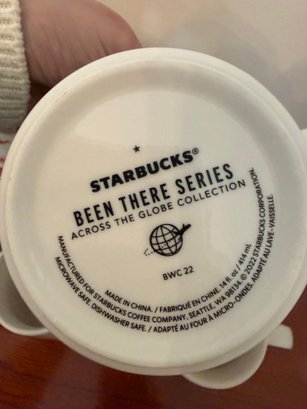 STARBUCKS®
BEEN THERE SERIES
ACROSS THE GLOBE COLLECTION
BWC 22
MADE IN CHINA. / FABRIQUÉ EN CHINE. 14 fl. oz / 414 mL
MANUFACTURED FOR STARBUCKS COFFEE COMPANY, SEATTLE, WA 98134 © 2022 STARBUCKS CORPORATION.
MICROWAVE SAFE. DISHWASHER SAFE. / ADAPTÉ AU FOUR À MICRO-ONDES. ADAPTÉ AU LAVE-VAISSELLE.